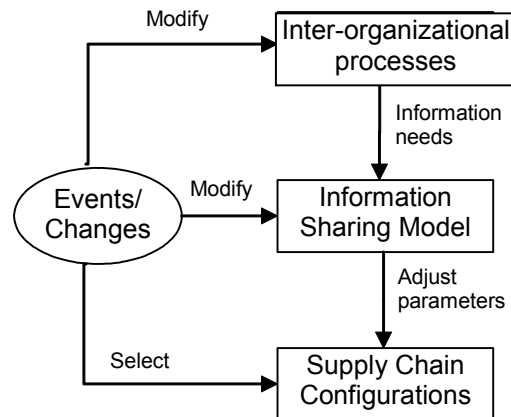 Modify
Inter-organizational
processes
Information
needs
Events/
Changes
Modify
Information
Sharing Model
Adjust
parameters
Select
Supply Chain
Configurations